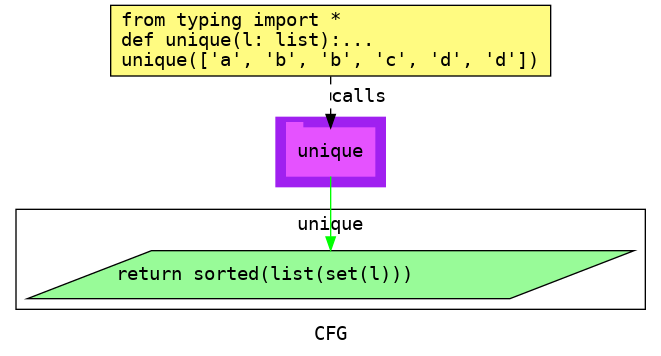 from typing import *
def unique(l: list):...
unique(['a', 'b', 'b', 'c', 'd', 'd'])
calls
unique
unique
return sorted(list(set(l)))
CFG